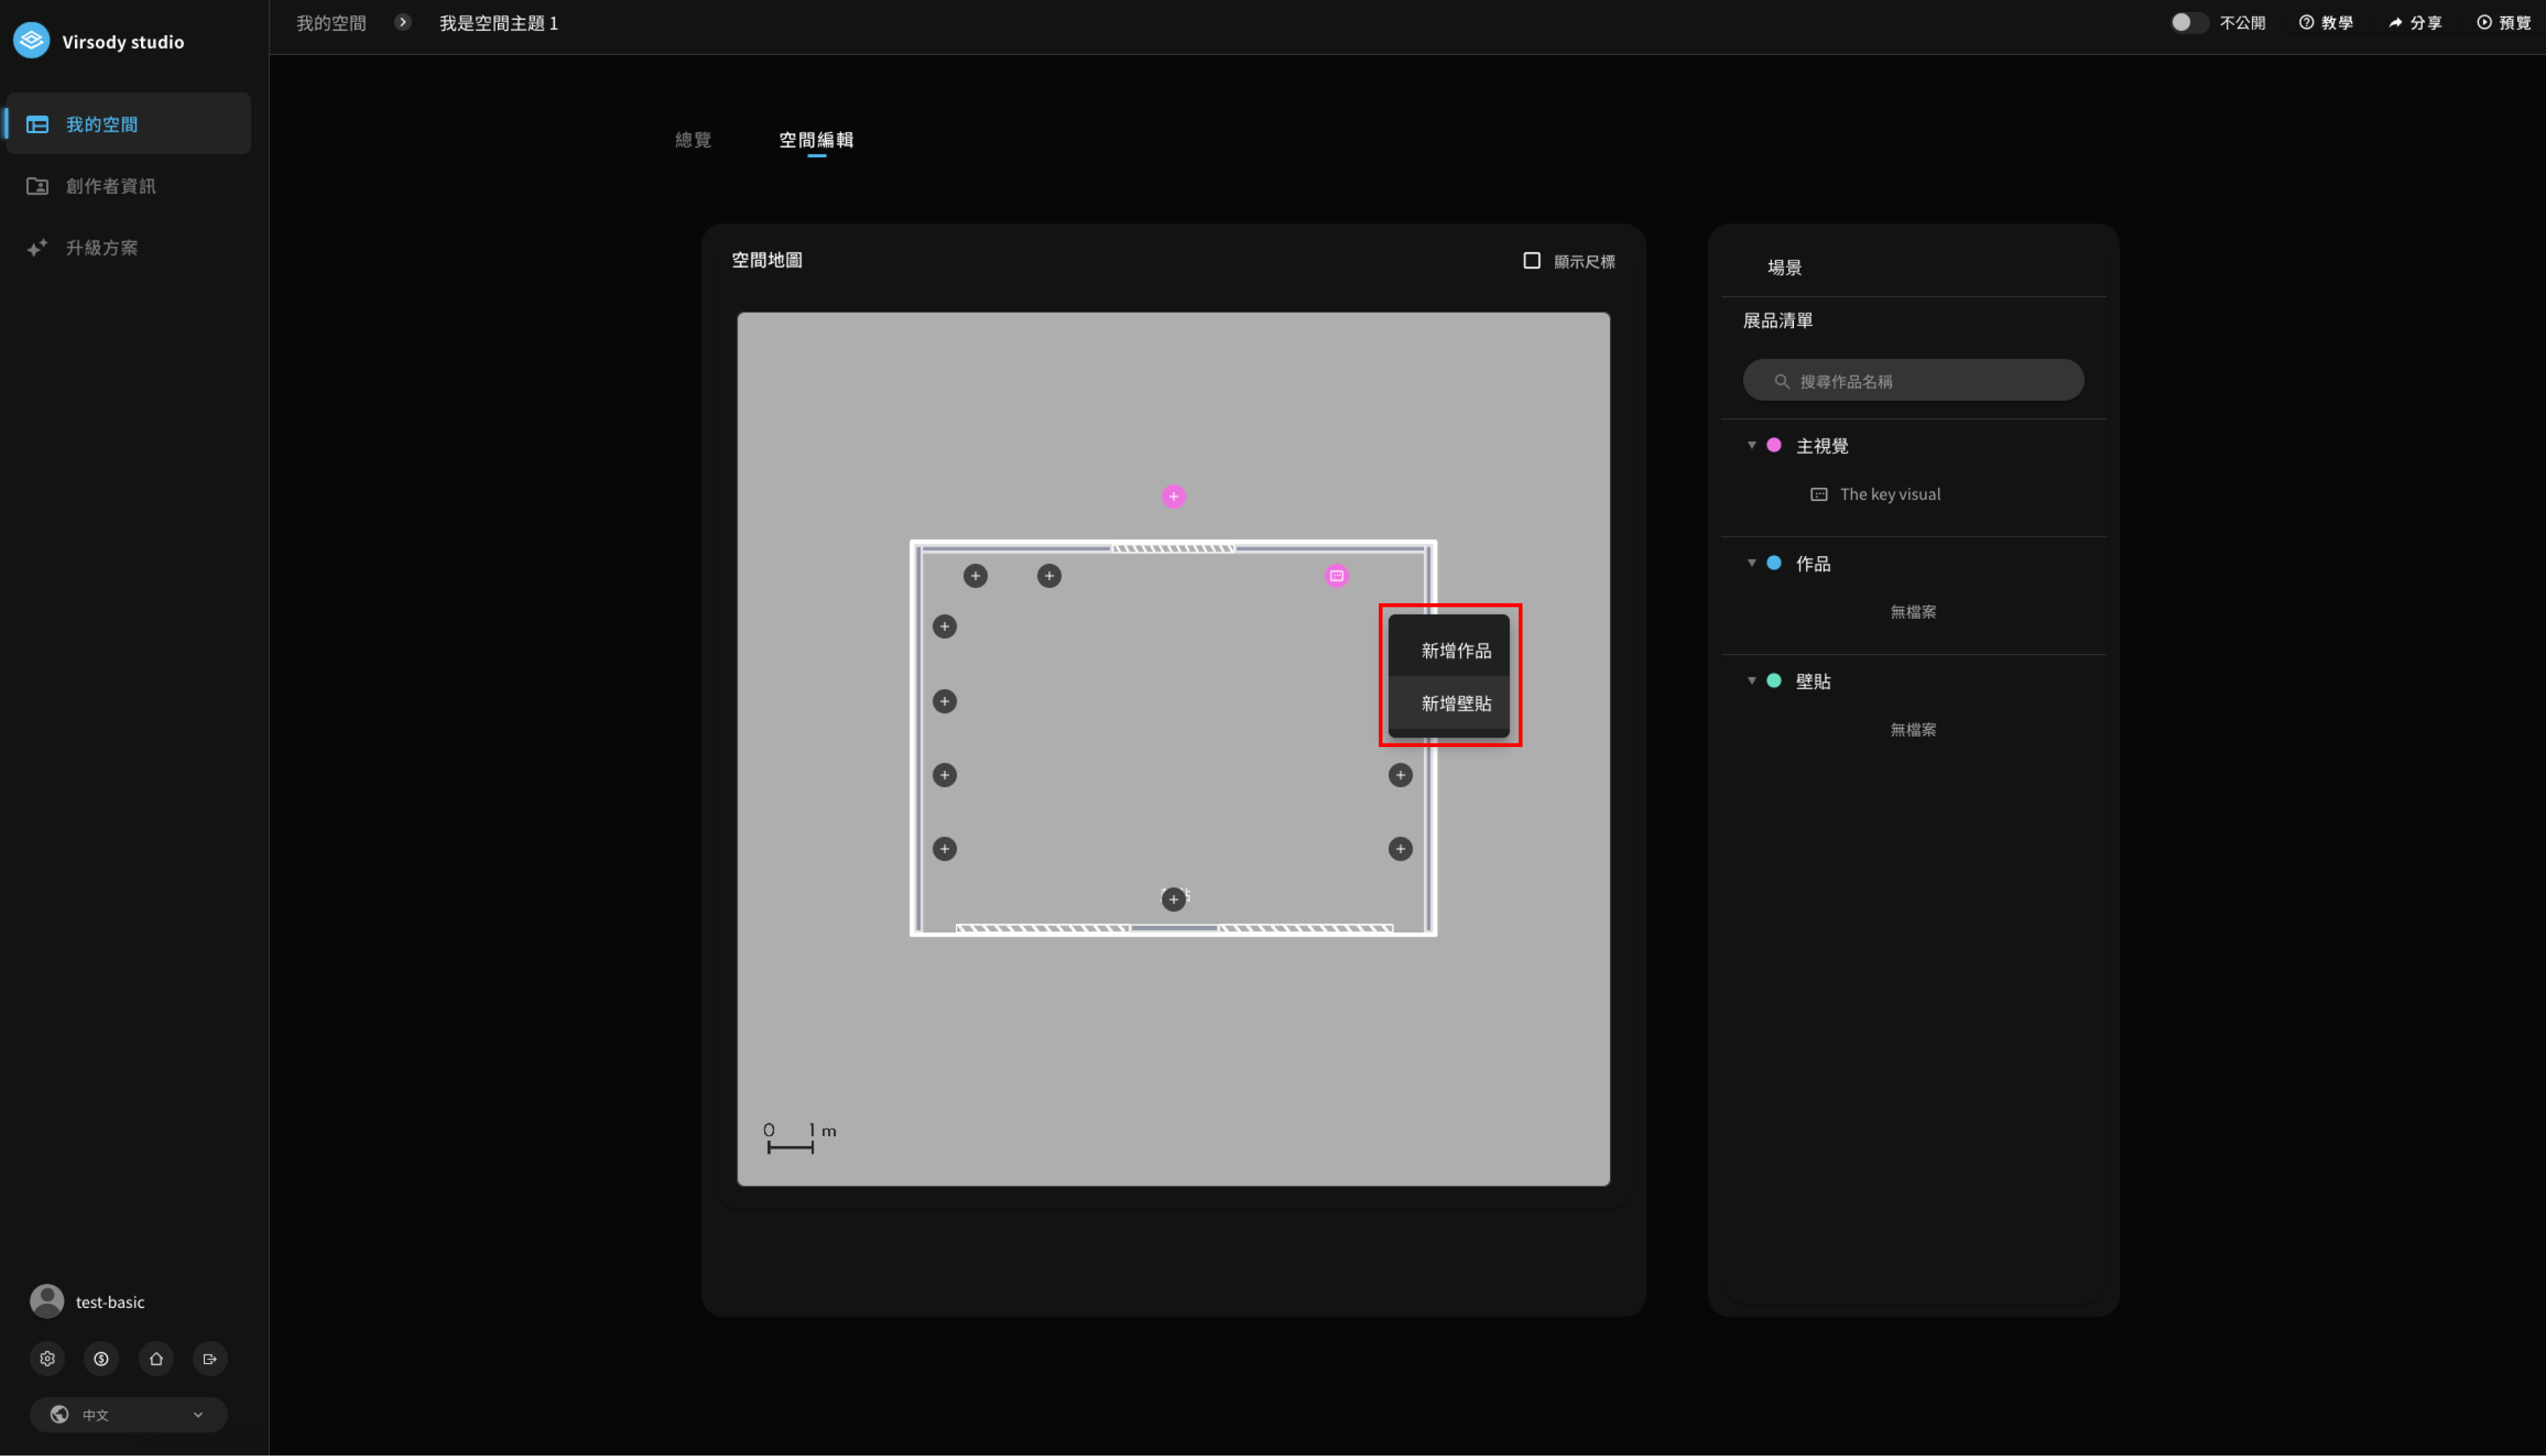 Virsody studio
我的空間
創作者資訊
升級方案
我的空間
我是空間主題 1
不公開
教學
分享
預覽
總覽
空間編輯
空間地圖
顯示尺標
新增作品
新增壁貼
0 1 m
場景
展品清單
搜尋作品名稱
主視覺
The key visual
作品
無檔案
壁貼
無檔案
test-basic
中文